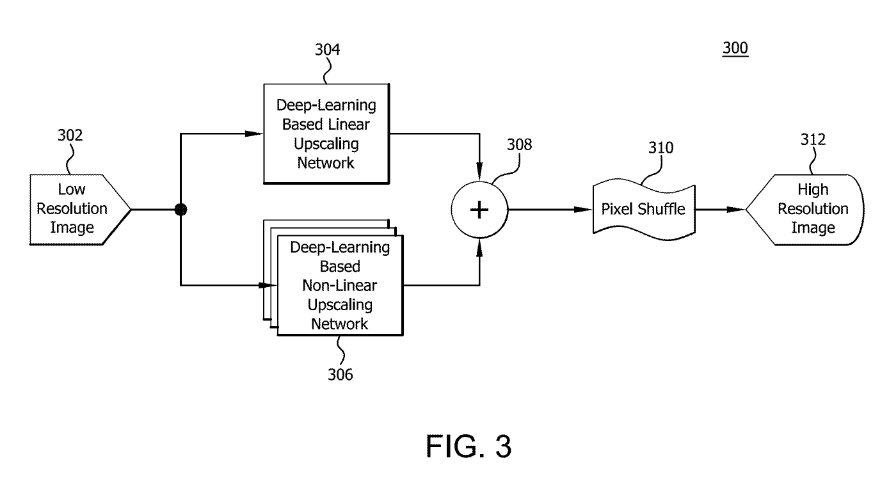 300
304
Deep-Learning
Based Linear
Upscaling
Network
302
Low
Resolution
Image
308
+
310
Pixel Shuffle
312
High
Resolution
Image
Deep-Learning
Based
Non-Linear
Upscaling
Network
306
FIG. 3